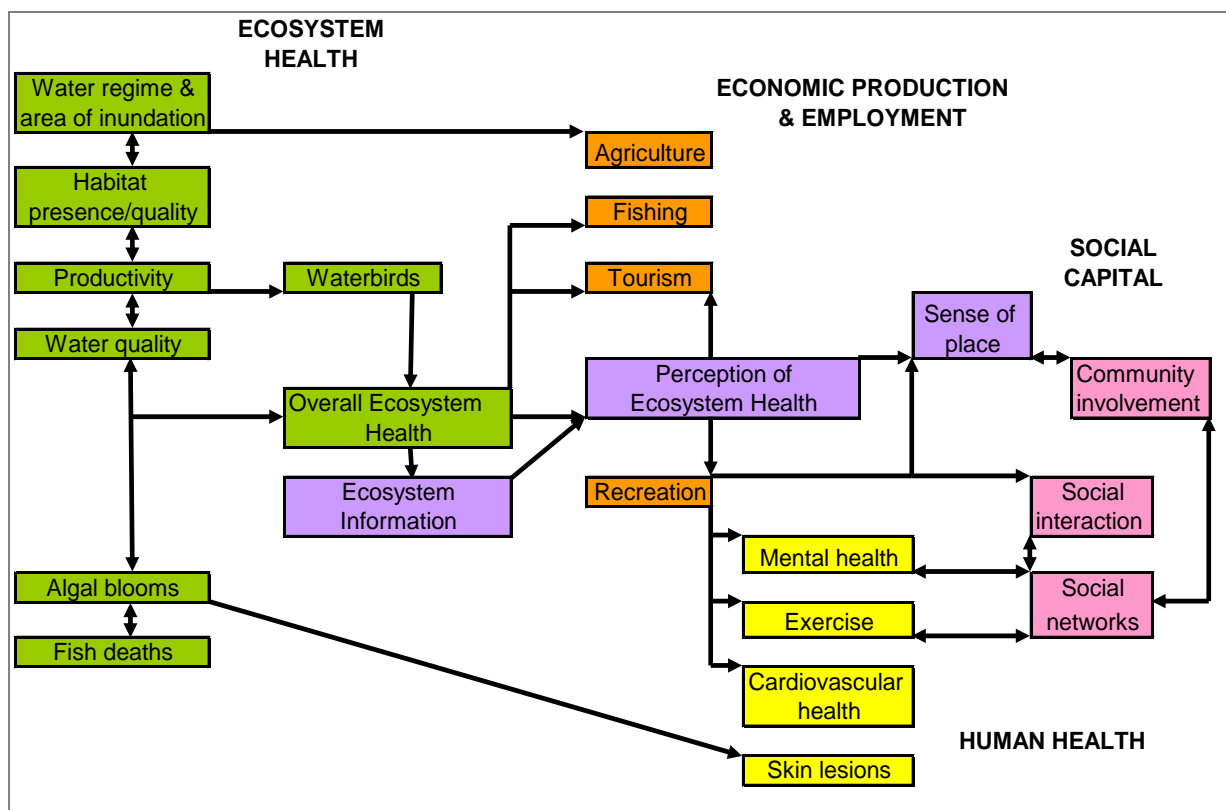 ECOSYSTEM
HEALTH
Water regime &
area of inundation
ECONOMIC PRODUCTION
& EMPLOYMENT
Agriculture
Habitat
presence/quality
Fishing
SOCIAL
CAPITAL
Productivity
Waterbirds
Tourism
Sense of
place
Water quality
Perception of
Ecosystem Health
Community
involvement
Overall Ecosystem
Health
Ecosystem
Information
Recreation
Social
interaction
Mental health
Algal blooms
Social
networks
Exercise
Fish deaths
Cardiovascular
health
HUMAN HEALTH
Skin lesions